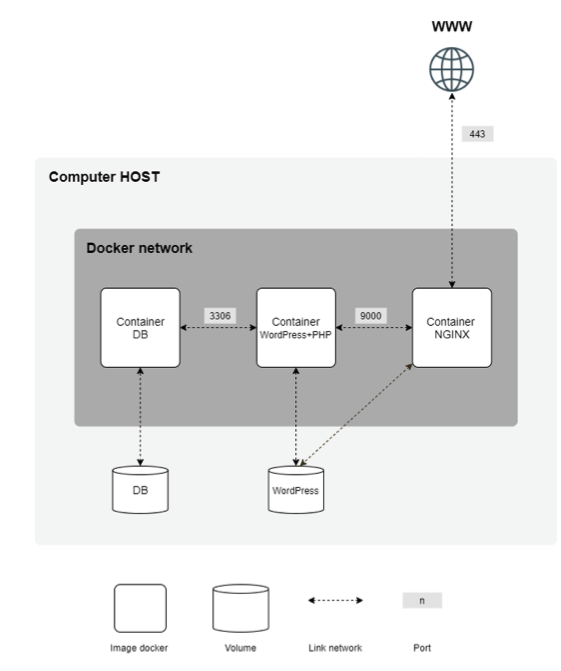 WWW
443
Computer HOST
Docker network
Container
DB
3306
Container
WordPress+PHP
9000
Container
NGINX
DB
WordPress
n
Image docker
Volume
Link network
Port